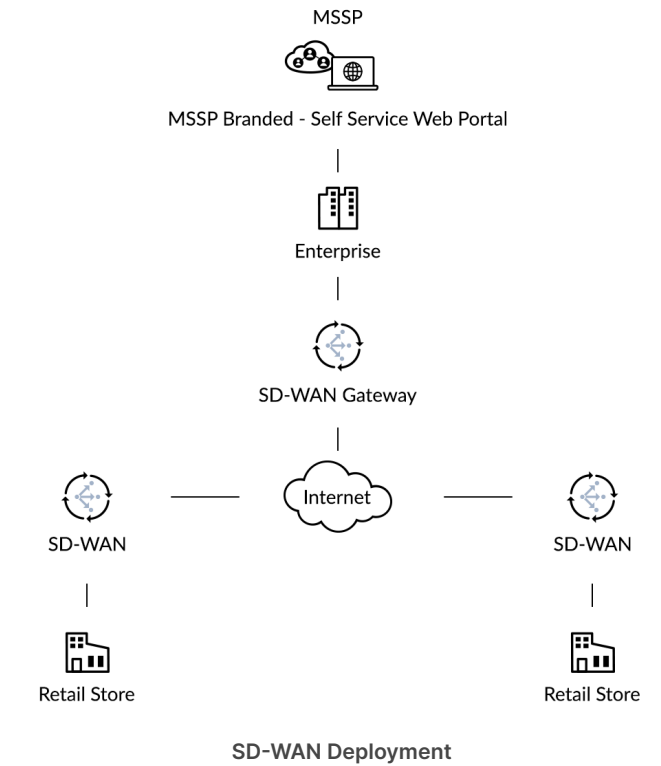 MSSP
MSSP Branded - Self Service Web Portal
Enterprise
SD-WAN Gateway
Internet
SD-WAN
SD-WAN
Retail Store
Retail Store
SD-WAN Deployment